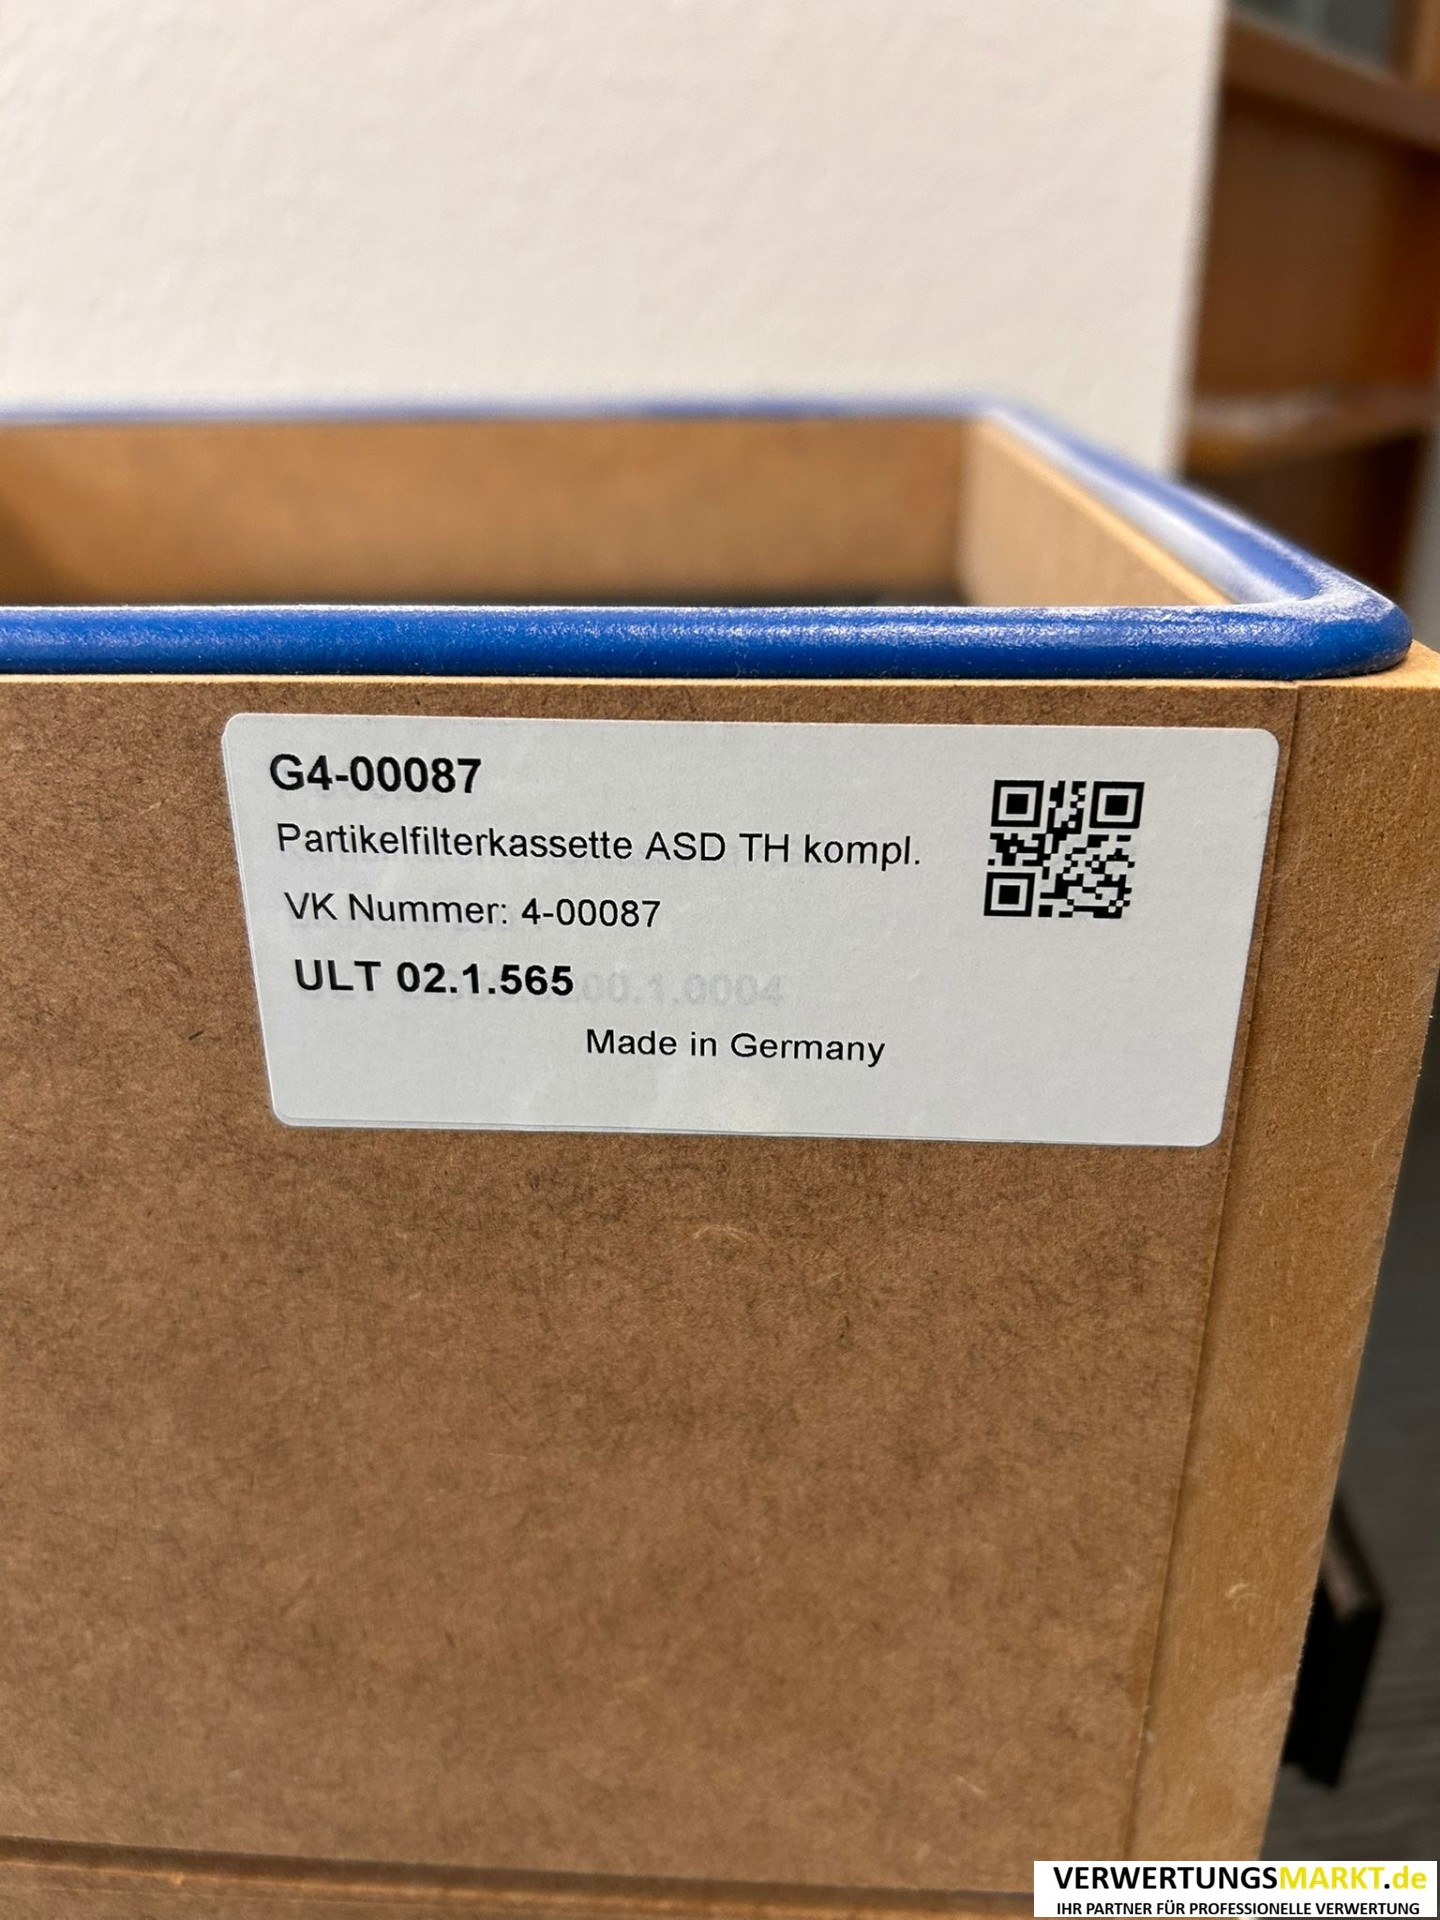 G4-00087
Partikelfilterkassette ASD TH kompl.
VK Nummer: 4-00087
ULT 02.1.565
Made in Germany
VERWERTUNGSMARKT.de
IHR PARTNER FÜR PROFESSIONELLE VERWERTUNG